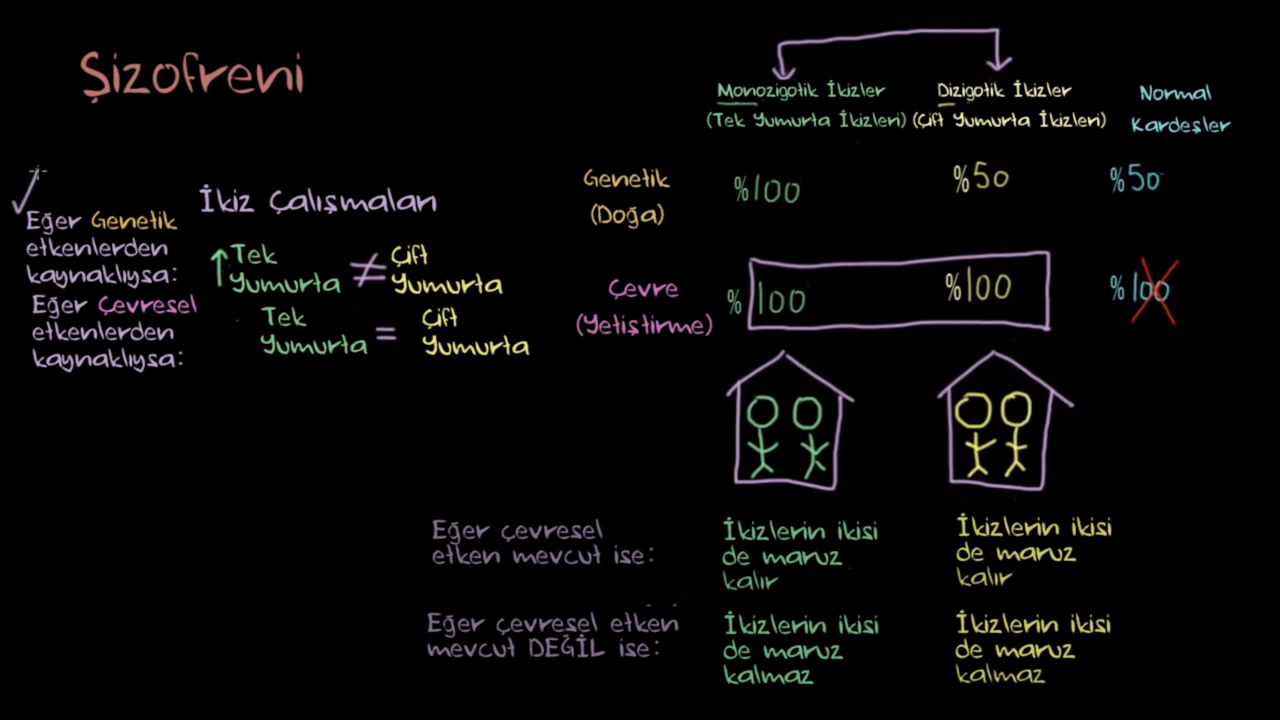 Şizofreni
Monozigotik İkizler
(Tek Yumurta İkizleri)
Dizigotik İkizler
(Çift Yumurta İkizleri)
Normal
Kardeşler
Genetik
(Doğa)
%100
%50
%50
Çevre
(Yetiştirme)
%100
%100
%100
İkiz Çalışmaları
Eğer Genetik
etkenlerden
kaynaklıysa:
↑Tek
Yumurta
≠
Çift
Yumurta
Eğer Çevresel
etkenlerden
kaynaklıysa:
Tek
Yumurta
=
Çift
Yumurta
Eğer çevresel
etken mevcut ise:
İkizlerin ikisi
de maruz
kalır
İkizlerin ikisi
de maruz
kalır
Eğer çevresel etken
mevcut DEĞİL ise:
İkizlerin ikisi
de maruz
kalmaz
İkizlerin ikisi
de maruz
kalmaz